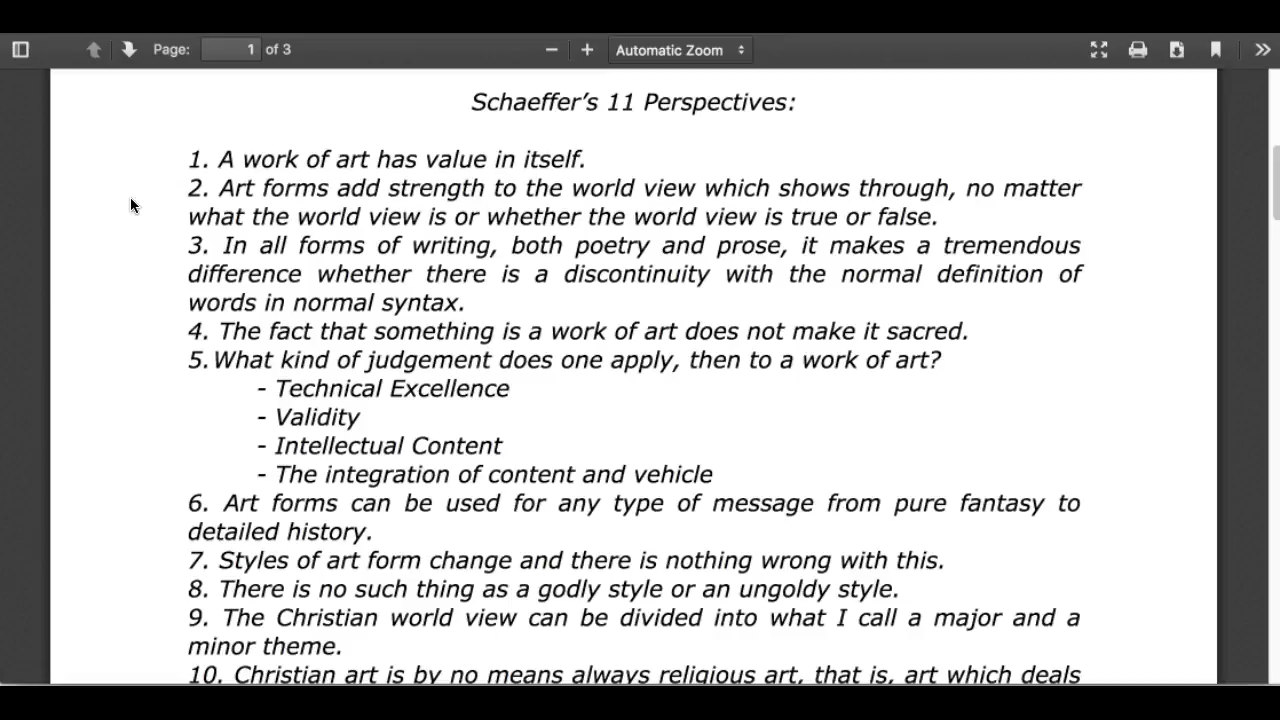 Page: 1 of 3 Automatic Zoom
Schaeffer's 11 Perspectives:
1. A work of art has value in itself.
2. Art forms add strength to the world view which shows through, no matter
what the world view is or whether the world view is true or false.
3. In all forms of writing, both poetry and prose, it makes a tremendous
difference whether there is a discontinuity with the normal definition of
words in normal syntax.
4. The fact that something is a work of art does not make it sacred.
5.What kind of judgement does one apply, then to a work of art?
- Technical Excellence
- Validity
- Intellectual Content
- The integration of content and vehicle
6. Art forms can be used for any type of message from pure fantasy to
detailed history.
7. Styles of art form change and there is nothing wrong with this.
8. There is no such thing as a godly style or an ungoldy style.
9. The Christian world view can be divided into what I call a major and a
minor theme.
10. Christian art is by no means always religious art, that is, art which deals